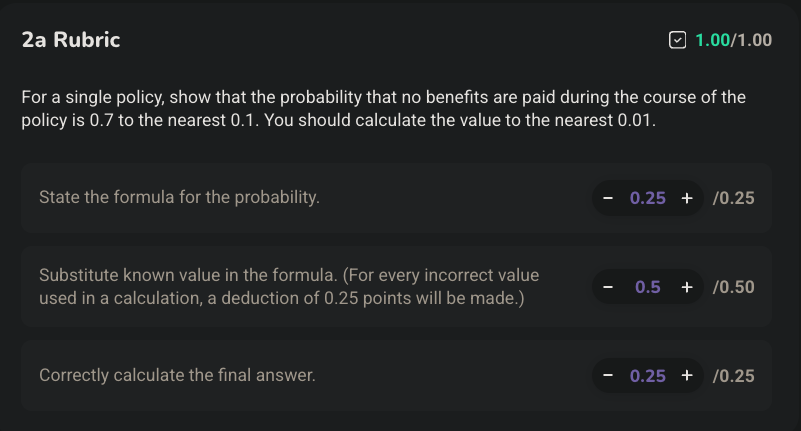 2a Rubric
1.00/1.00
For a single policy, show that the probability that no benefits are paid during the course of the
policy is 0.7 to the nearest 0.1. You should calculate the value to the nearest 0.01.
State the formula for the probability.
− 0.25 + /0.25
Substitute known value in the formula. (For every incorrect value
used in a calculation, a deduction of 0.25 points will be made.)
− 0.5 + /0.50
Correctly calculate the final answer.
− 0.25 + /0.25